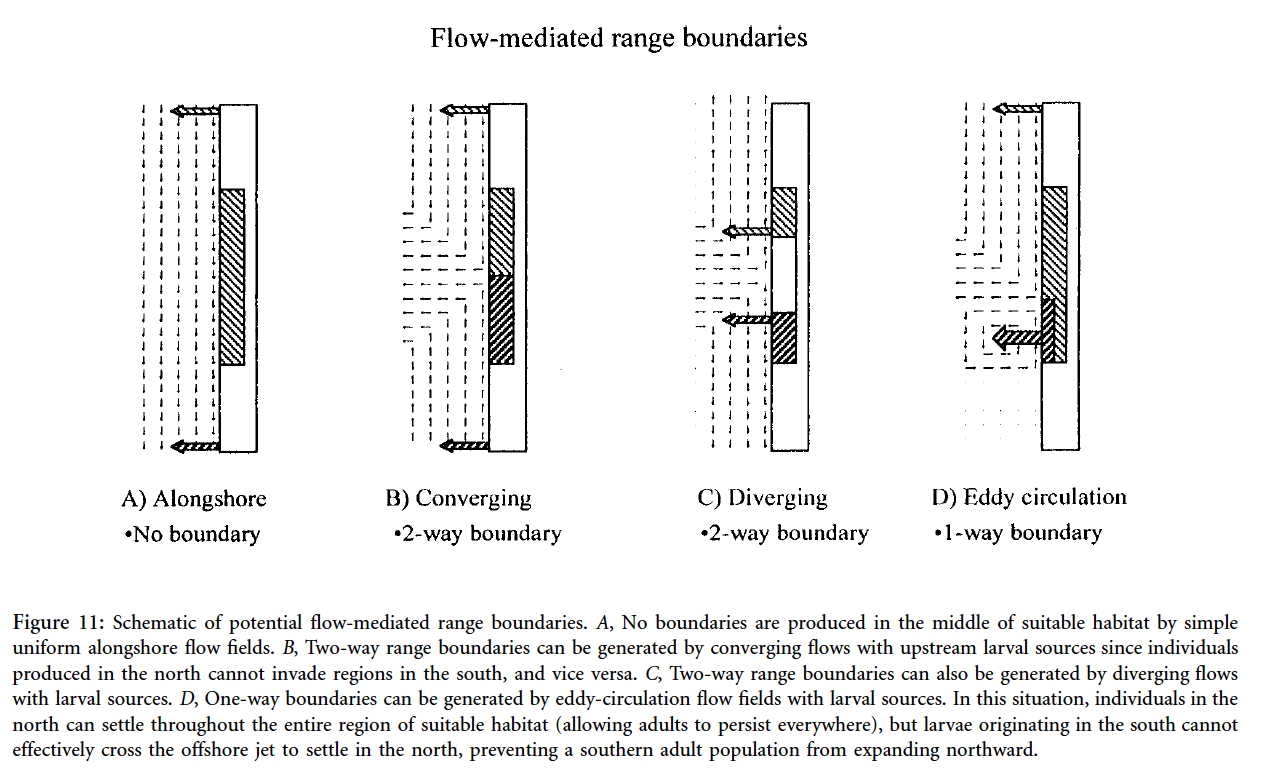 Flow-mediated range boundaries
A) Alongshore
•No boundary
B) Converging
•2-way boundary
C) Diverging
•2-way boundary
D) Eddy circulation
•1-way boundary
Figure 11: Schematic of potential flow-mediated range boundaries. A, No boundaries are produced in the middle of suitable habitat by simple
uniform alongshore flow fields. B, Two-way range boundaries can be generated by converging flows with upstream larval sources since individuals
produced in the north cannot invade regions in the south, and vice versa. C, Two-way range boundaries can also be generated by diverging flows
with larval sources. D, One-way boundaries can be generated by eddy-circulation flow fields with larval sources. In this situation, individuals in the
north can settle throughout the entire region of suitable habitat (allowing adults to persist everywhere), but larvae originating in the south cannot
effectively cross the offshore jet to settle in the north, preventing a southern adult population from expanding northward.